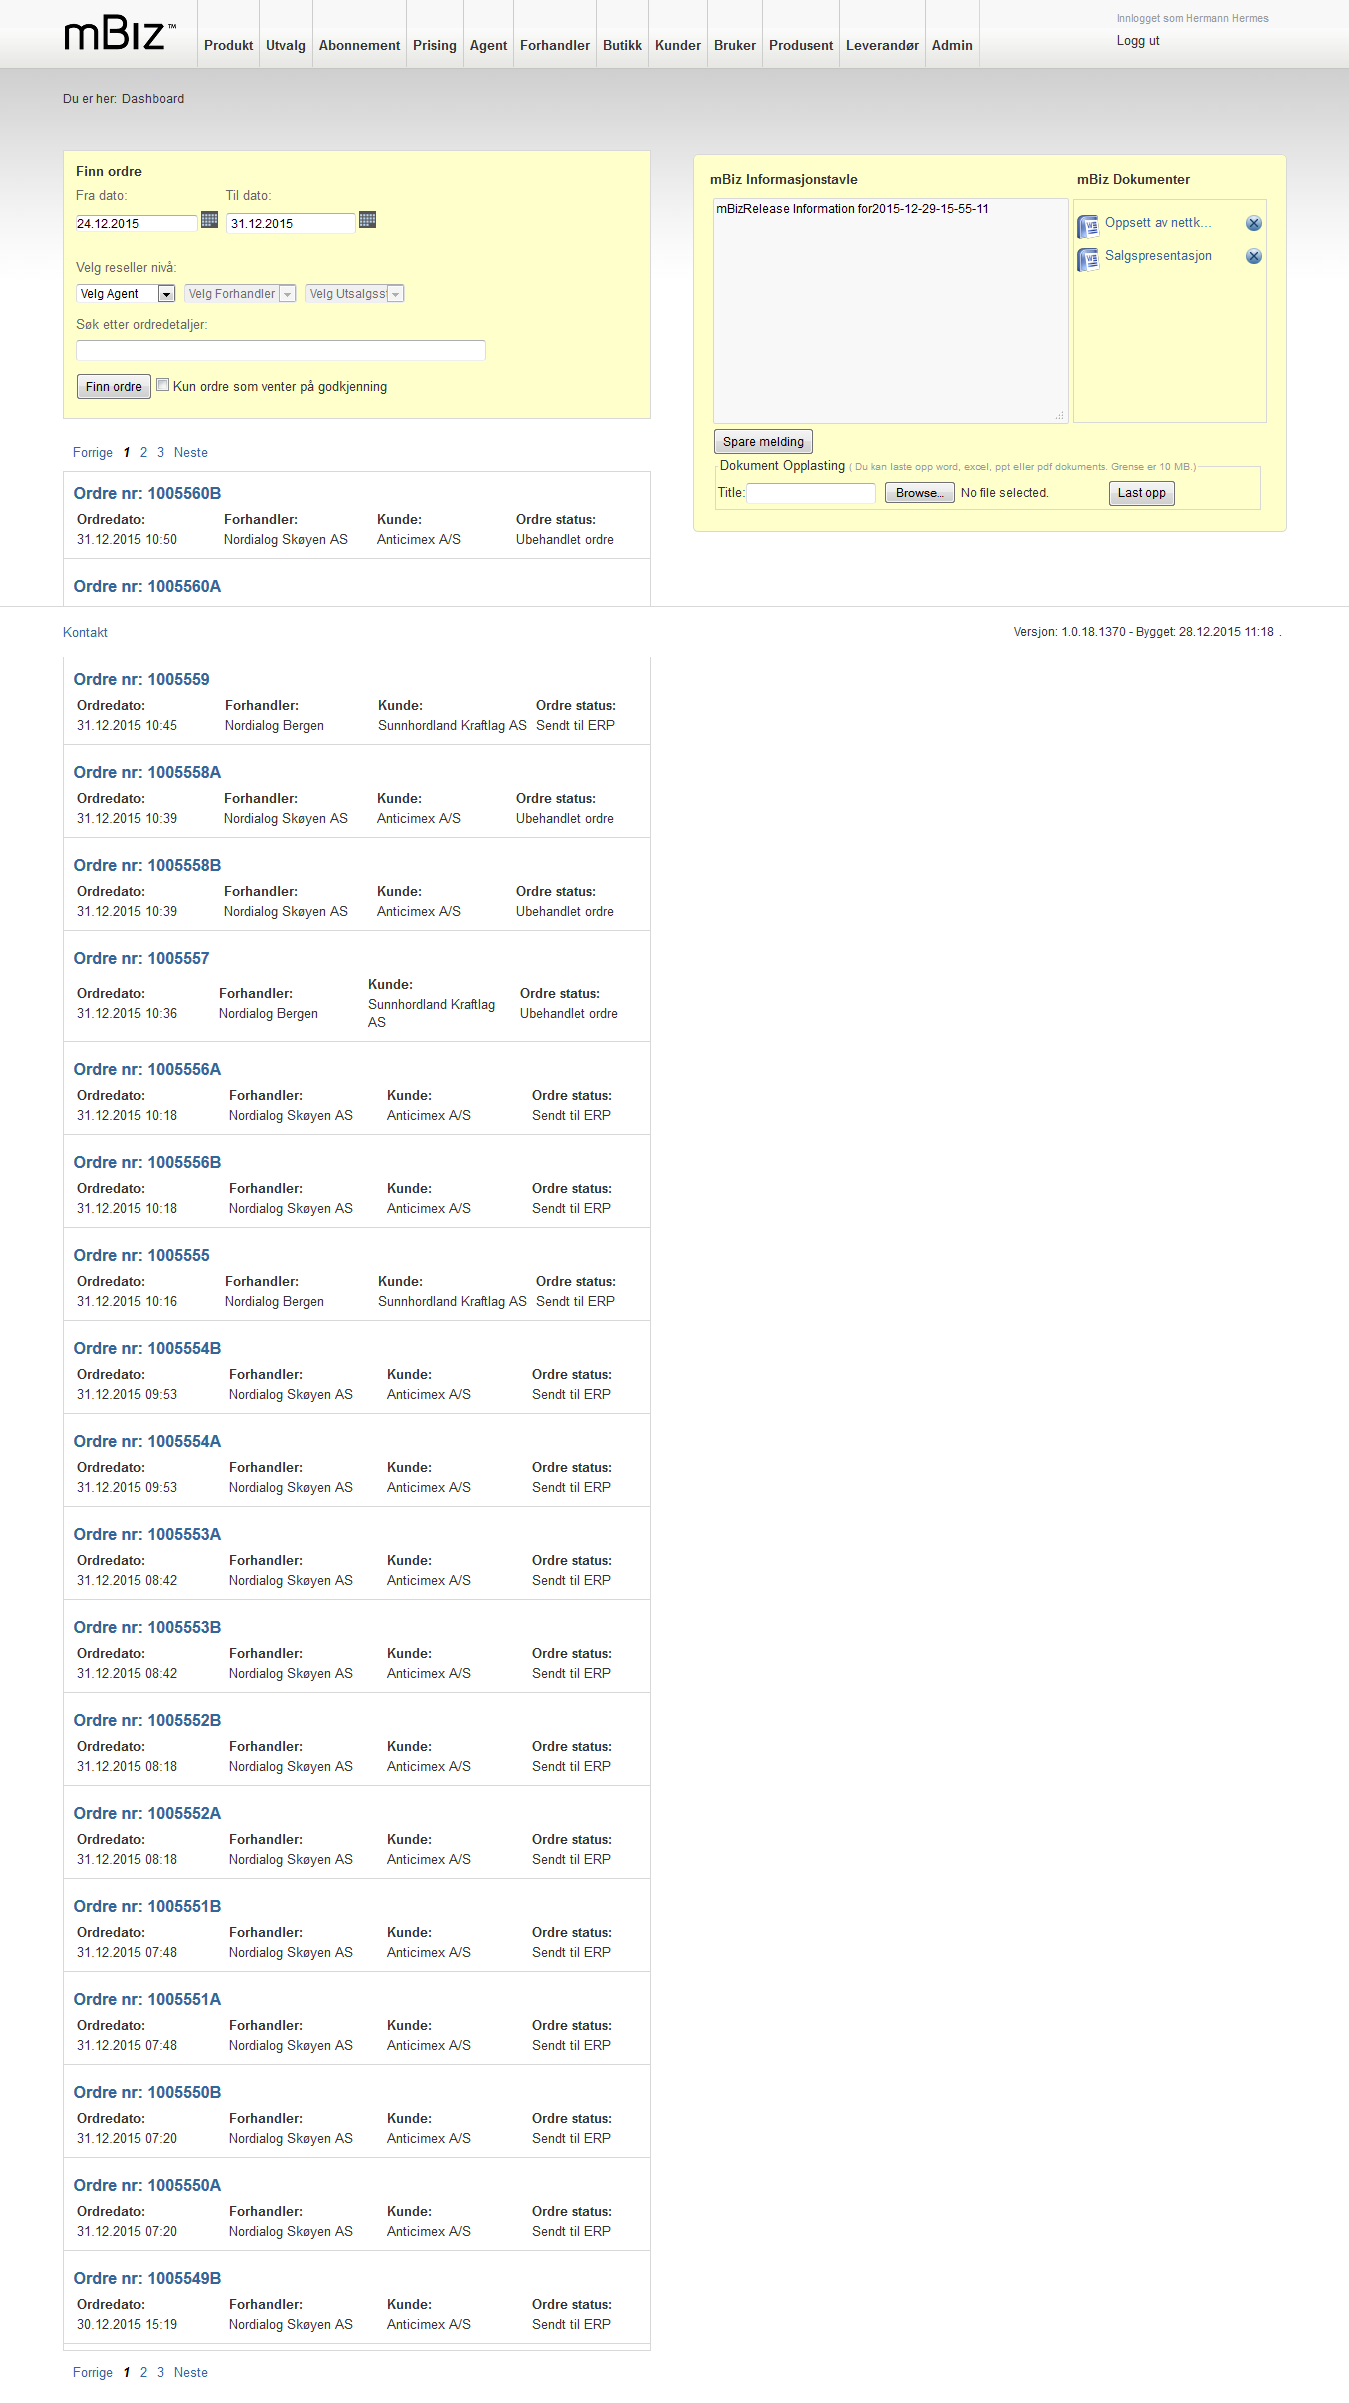 mBiz™
Produkt Utvalg Abonnement Prising Agent Forhandler Butikk Kunder Bruker Produsent Leverandør Admin
Innlogget som Hermann Hermes
Logg ut
Du er her: Dashboard
Finn ordre
Fra dato: Til dato:
24.12.2015 31.12.2015
Velg reseller nivå:
Velg Agent Velg Forhandler Velg Utsalgss
Søk etter ordredetaljer:
Finn ordre Kun ordre som venter på godkjenning
mBiz Informasjonstavle mBiz Dokumenter
mBizRelease Information for2015-12-29-15-55-11
Oppsett av nettk...
Salgspresentasjon
Spare melding
Dokument Opplasting ( Du kan laste opp word, excel, ppt eller pdf dokuments. Grense er 10 MB.)
Title: Browse... No file selected. Last opp
Forrige 1 2 3 Neste
Ordre nr: 1005560B
Ordredato: Forhandler: Kunde: Ordre status:
31.12.2015 10:50 Nordialog Skøyen AS Anticimex A/S Ubehandlet ordre
Ordre nr: 1005560A
Kontakt Versjon: 1.0.18.1370 - Bygget: 28.12.2015 11:18 .
Ordre nr: 1005559
Ordredato: Forhandler: Kunde: Ordre status:
31.12.2015 10:45 Nordialog Bergen Sunnhordland Kraftlag AS Sendt til ERP
Ordre nr: 1005558A
Ordredato: Forhandler: Kunde: Ordre status:
31.12.2015 10:39 Nordialog Skøyen AS Anticimex A/S Ubehandlet ordre
Ordre nr: 1005558B
Ordredato: Forhandler: Kunde: Ordre status:
31.12.2015 10:39 Nordialog Skøyen AS Anticimex A/S Ubehandlet ordre
Ordre nr: 1005557
Ordredato: Forhandler: Kunde: Ordre status:
31.12.2015 10:36 Nordialog Bergen Sunnhordland Kraftlag Ubehandlet ordre
AS
Ordre nr: 1005556A
Ordredato: Forhandler: Kunde: Ordre status:
31.12.2015 10:18 Nordialog Skøyen AS Anticimex A/S Sendt til ERP
Ordre nr: 1005556B
Ordredato: Forhandler: Kunde: Ordre status:
31.12.2015 10:18 Nordialog Skøyen AS Anticimex A/S Sendt til ERP
Ordre nr: 1005555
Ordredato: Forhandler: Kunde: Ordre status:
31.12.2015 10:16 Nordialog Bergen Sunnhordland Kraftlag AS Sendt til ERP
Ordre nr: 1005554B
Ordredato: Forhandler: Kunde: Ordre status:
31.12.2015 09:53 Nordialog Skøyen AS Anticimex A/S Sendt til ERP
Ordre nr: 1005554A
Ordredato: Forhandler: Kunde: Ordre status:
31.12.2015 09:53 Nordialog Skøyen AS Anticimex A/S Sendt til ERP
Ordre nr: 1005553A
Ordredato: Forhandler: Kunde: Ordre status:
31.12.2015 08:42 Nordialog Skøyen AS Anticimex A/S Sendt til ERP
Ordre nr: 1005553B
Ordredato: Forhandler: Kunde: Ordre status:
31.12.2015 08:42 Nordialog Skøyen AS Anticimex A/S Sendt til ERP
Ordre nr: 1005552B
Ordredato: Forhandler: Kunde: Ordre status:
31.12.2015 08:18 Nordialog Skøyen AS Anticimex A/S Sendt til ERP
Ordre nr: 1005552A
Ordredato: Forhandler: Kunde: Ordre status:
31.12.2015 08:18 Nordialog Skøyen AS Anticimex A/S Sendt til ERP
Ordre nr: 1005551B
Ordredato: Forhandler: Kunde: Ordre status:
31.12.2015 07:48 Nordialog Skøyen AS Anticimex A/S Sendt til ERP
Ordre nr: 1005551A
Ordredato: Forhandler: Kunde: Ordre status:
31.12.2015 07:48 Nordialog Skøyen AS Anticimex A/S Sendt til ERP
Ordre nr: 1005550B
Ordredato: Forhandler: Kunde: Ordre status:
31.12.2015 07:20 Nordialog Skøyen AS Anticimex A/S Sendt til ERP
Ordre nr: 1005550A
Ordredato: Forhandler: Kunde: Ordre status:
31.12.2015 07:20 Nordialog Skøyen AS Anticimex A/S Sendt til ERP
Ordre nr: 1005549B
Ordredato: Forhandler: Kunde: Ordre status:
30.12.2015 15:19 Nordialog Skøyen AS Anticimex A/S Sendt til ERP
Forrige 1 2 3 Neste